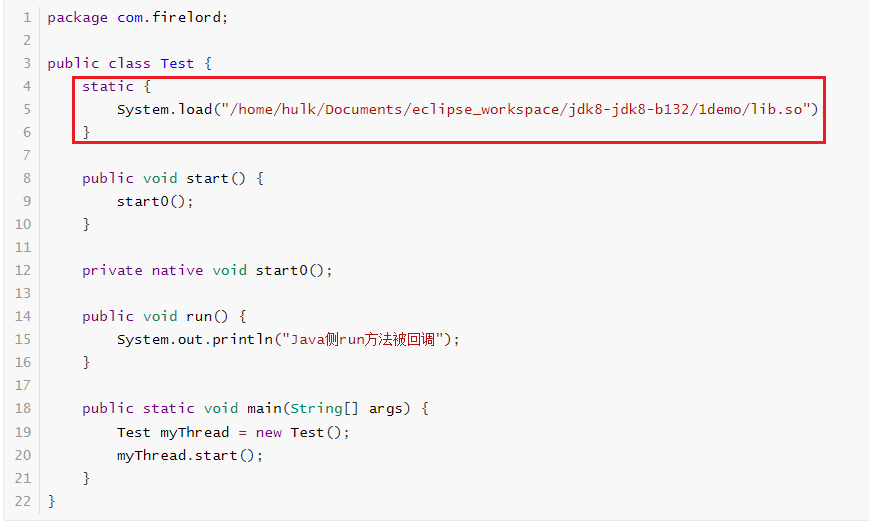 1 package com.firelord;
2
3 public class Test {
4 static {
5 System.load("/home/hulk/Documents/eclipse_workspace/jdk8-jdk8-b132/1demo/lib.so")
6 }
7
8 public void start() {
9 start0();
10 }
11
12 private native void start0();
13
14 public void run() {
15 System.out.println("Java侧run方法被回调");
16 }
17
18 public static void main(String[] args) {
19 Test myThread = new Test();
20 myThread.start();
21 }
22 }